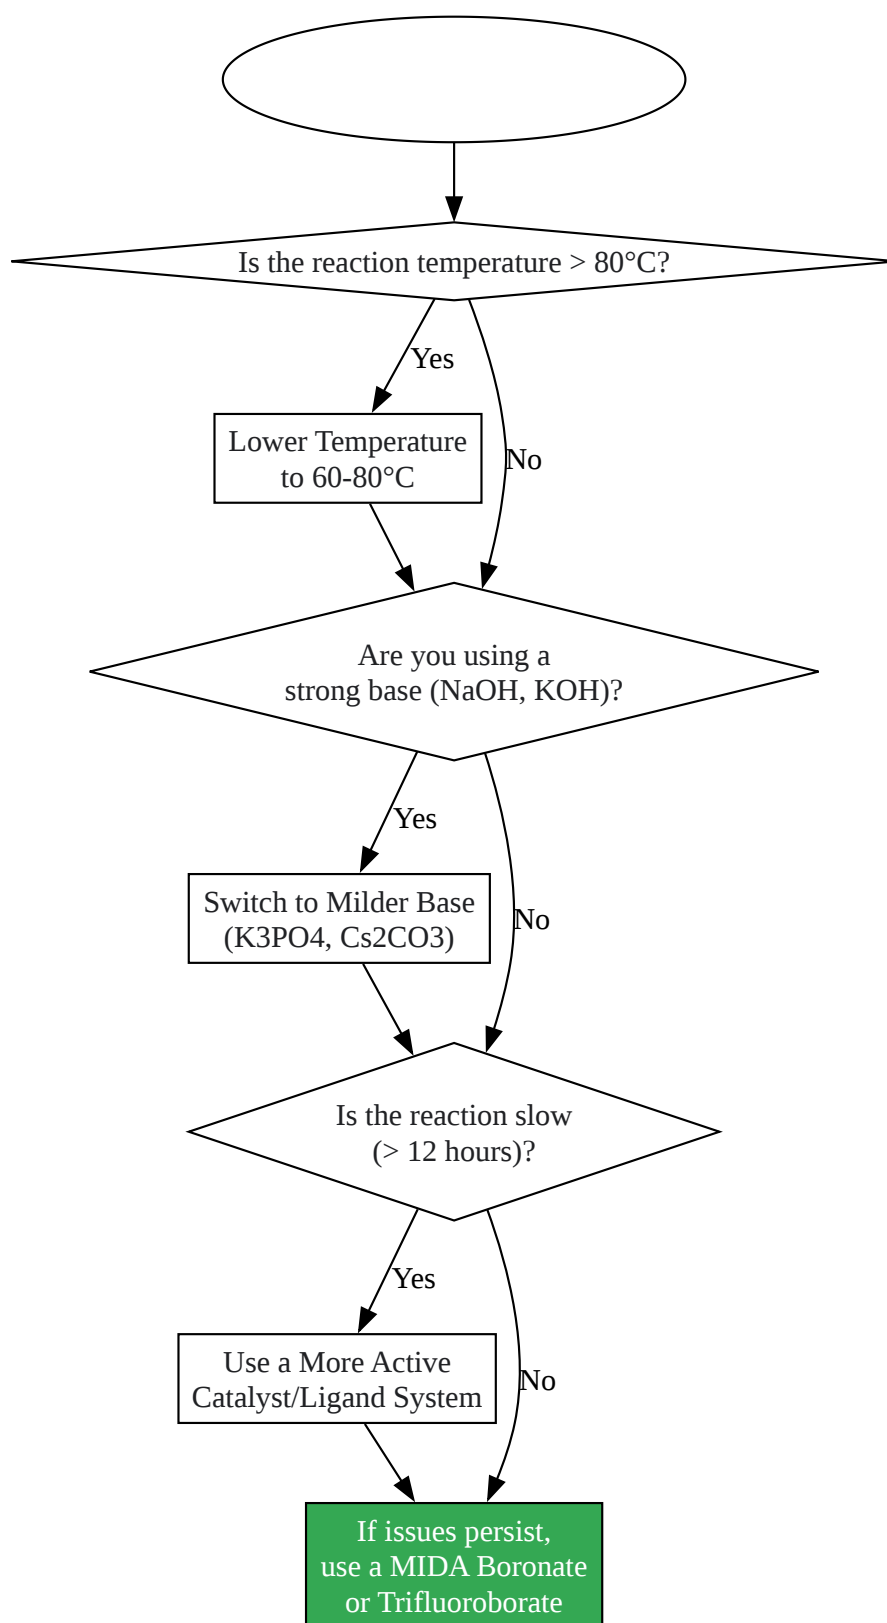 Is the reaction temperature > 80°C?
Yes
Lower Temperature
to 60-80°C
No
Are you using a
strong base (NaOH, KOH)?
Yes
Switch to Milder Base
(K3PO4, Cs2CO3)
No
Is the reaction slow
(> 12 hours)?
Yes
Use a More Active
Catalyst/Ligand System
No
If issues persist,
use a MIDA Boronate
or Trifluoroborate